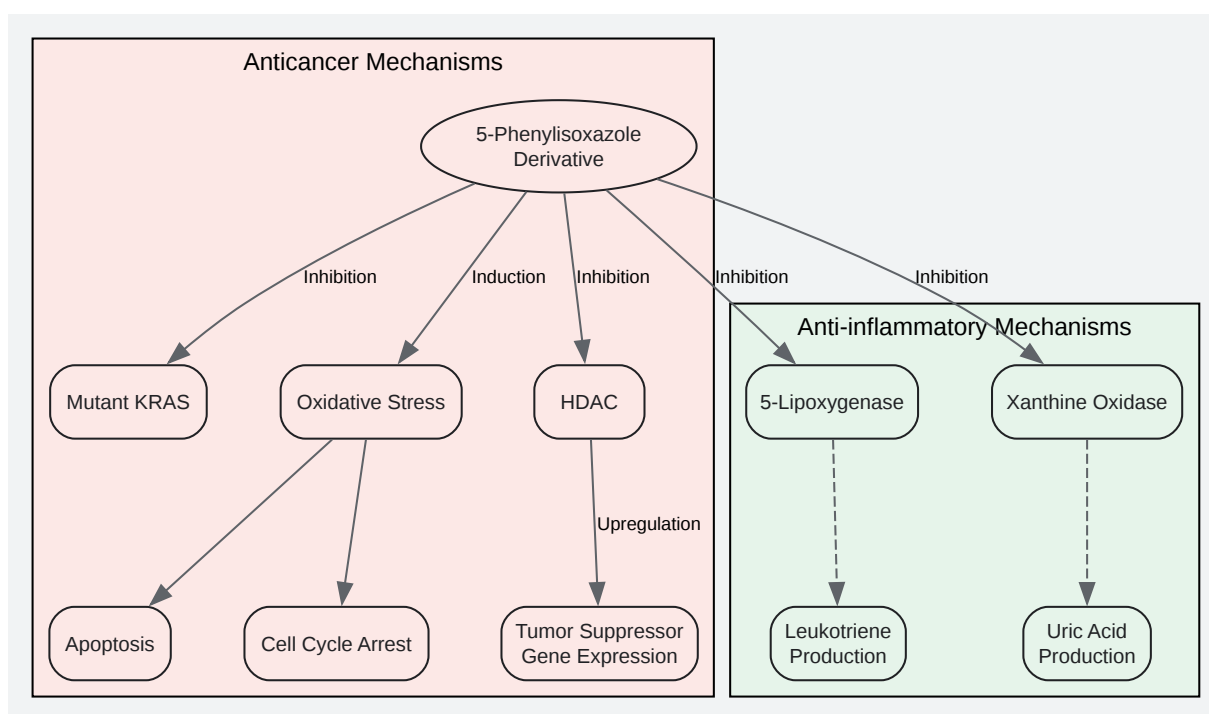 Anticancer Mechanisms
5-Phenylisoxazole
Derivative
Inhibition
Induction
Inhibition
Inhibition
Inhibition
Anti-inflammatory Mechanisms
Mutant KRAS
Oxidative Stress
HDAC
5-Lipoxygenase
Xanthine Oxidase
Upregulation
Apoptosis
Cell Cycle Arrest
Tumor Suppressor
Gene Expression
Leukotriene
Production
Uric Acid
Production